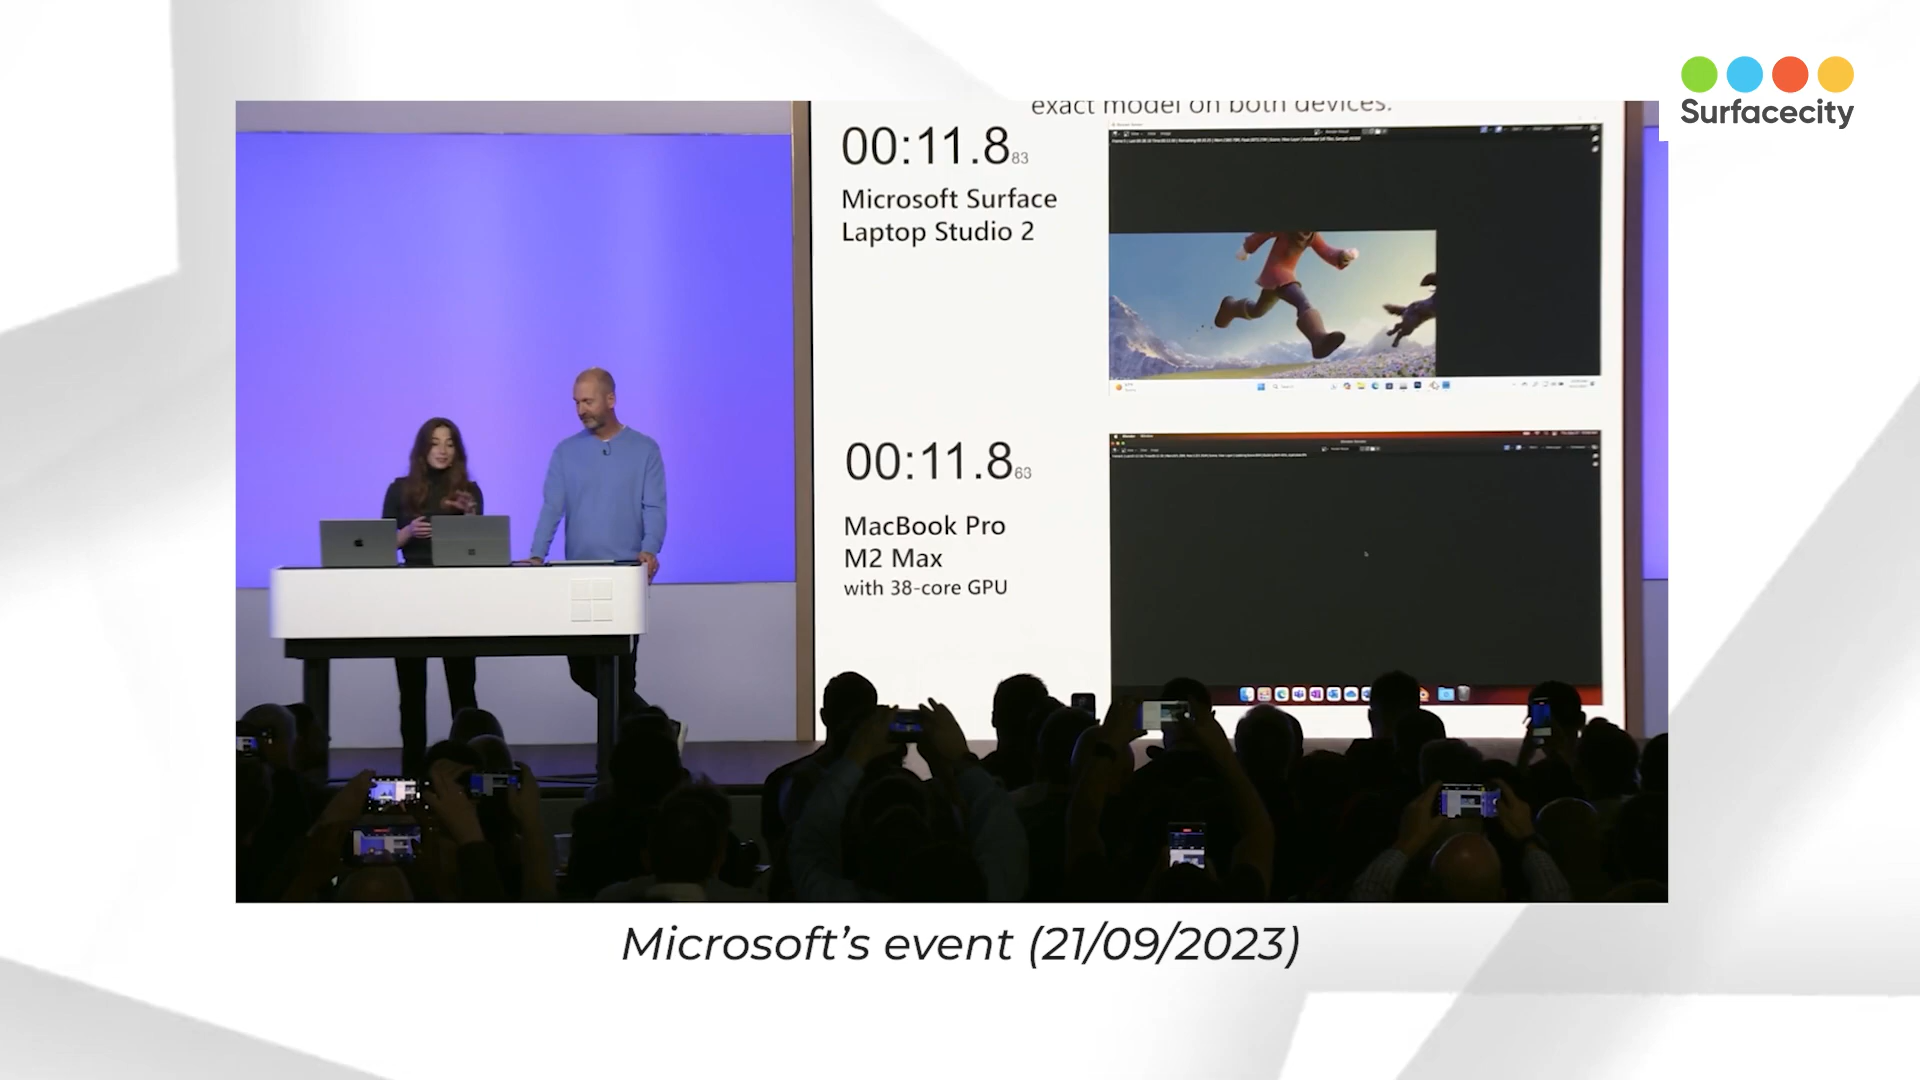 Surfacecity
exact model on both devices.
00:11.883
Microsoft Surface
Laptop Studio 2
00:11.863
MacBook Pro
M2 Max
with 38-core GPU
Microsoft’s event (21/09/2023)